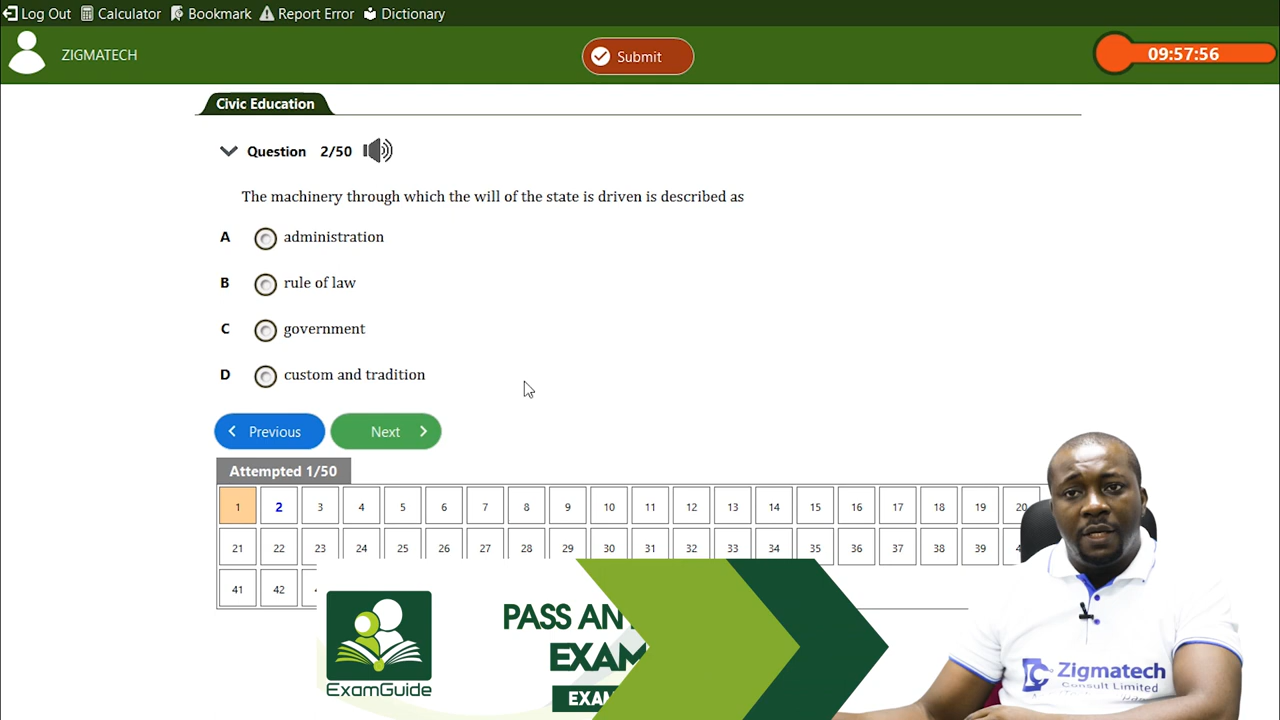 Log Out Calculator Bookmark Report Error Dictionary
ZIGMATECH
Submit
09:57:56
Civic Education
Question 2/50
The machinery through which the will of the state is driven is described as
A administration
B rule of law
C government
D custom and tradition
Previous Next
Attempted 1/50
1 2 3 4 5 6 7 8 9 10 11 12 13 14 15 16 17 18 19 20
21 22 23 24 25 26 27 28 29 30 31 32 33 34 35 36 37 38 39
41 42
PASS AN
EXAM
EXAM
ExamGuide
Zigmatech
Consult Limited